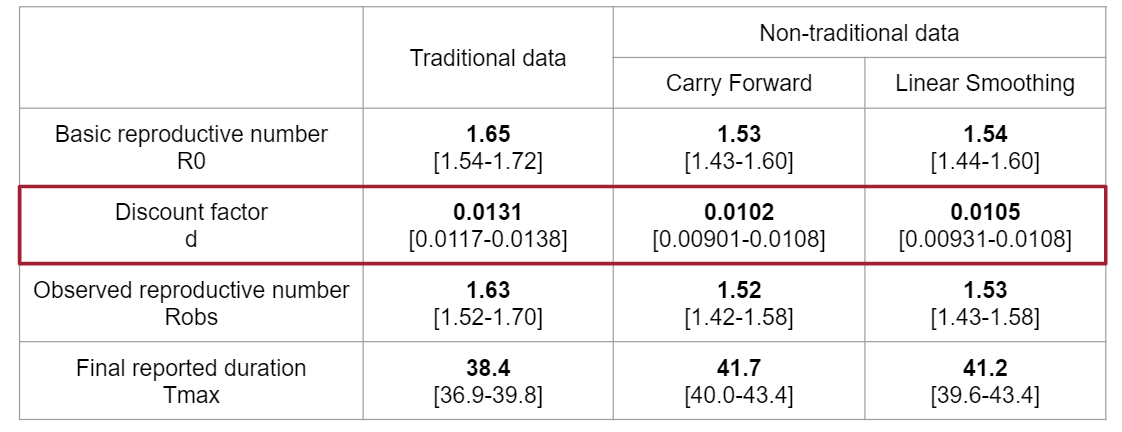 Traditional data
Non-traditional data
Carry Forward
Linear Smoothing
Basic reproductive number
R0
1.65
[1.54-1.72]
1.53
[1.43-1.60]
1.54
[1.44-1.60]
Discount factor
d
0.0131
[0.0117-0.0138]
0.0102
[0.00901-0.0108]
0.0105
[0.00931-0.0108]
Observed reproductive number
Robs
1.63
[1.52-1.70]
1.52
[1.42-1.58]
1.53
[1.43-1.58]
Final reported duration
Tmax
38.4
[36.9-39.8]
41.7
[40.0-43.4]
41.2
[39.6-43.4]